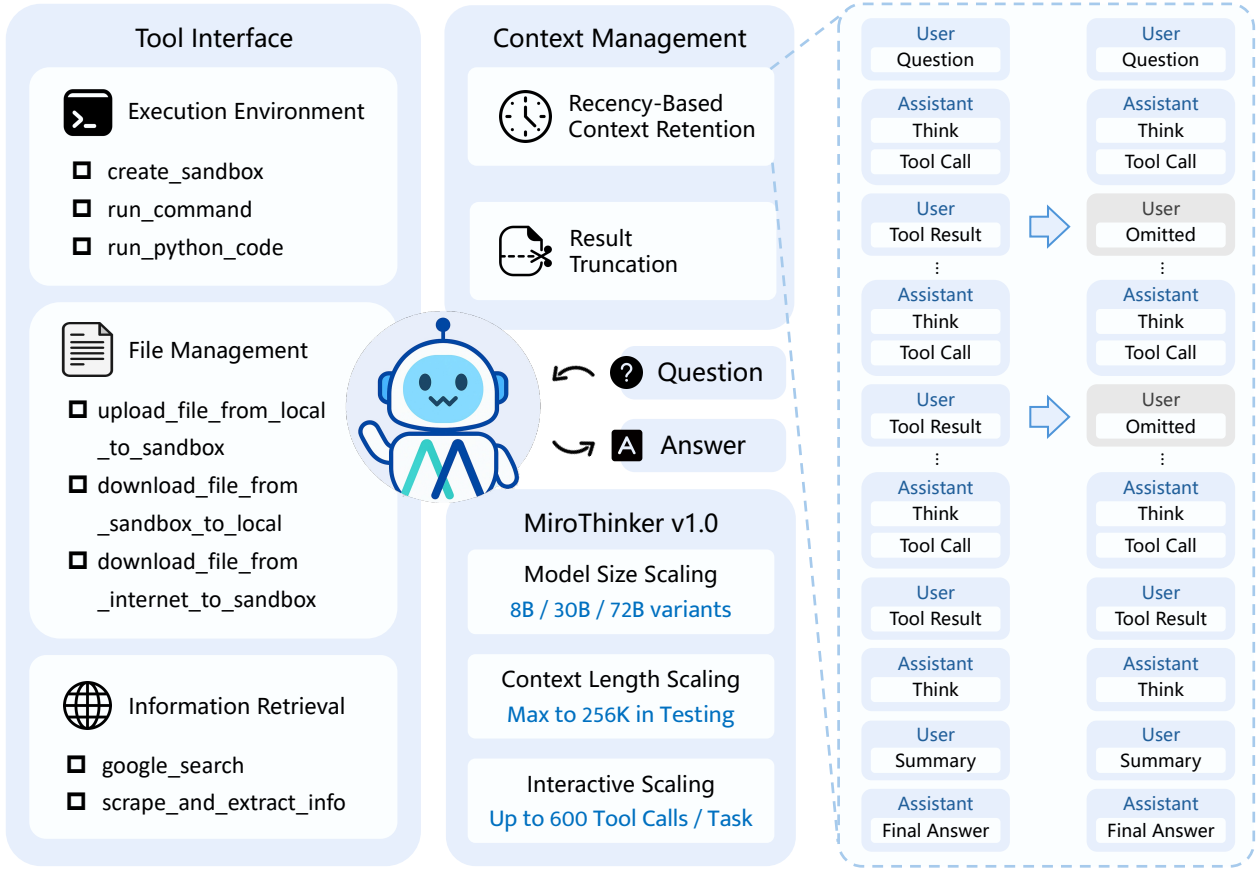 Tool Interface
Execution Environment
create_sandbox
run_command
run_python_code
File Management
upload_file_from_local
_to_sandbox
download_file_from
_sandbox_to_local
download_file_from
_internet_to_sandbox
Information Retrieval
google_search
scrape_and_extract_info
Context Management
Recency-Based
Context Retention
Result
Truncation
? Question
A Answer
MiroThinker v1.0
Model Size Scaling
8B / 30B / 72B variants
Context Length Scaling
Max to 256K in Testing
Interactive Scaling
Up to 600 Tool Calls / Task
User
Question
Assistant
Think
Tool Call
User
Tool Result
⋮
Assistant
Think
Tool Call
User
Tool Result
⋮
Assistant
Think
Tool Call
User
Tool Result
Assistant
Think
User
Summary
Assistant
Final Answer
User
Question
Assistant
Think
Tool Call
User
Omitted
⋮
Assistant
Think
Tool Call
User
Omitted
⋮
Assistant
Think
Tool Call
User
Tool Result
Assistant
Think
User
Summary
Assistant
Final Answer